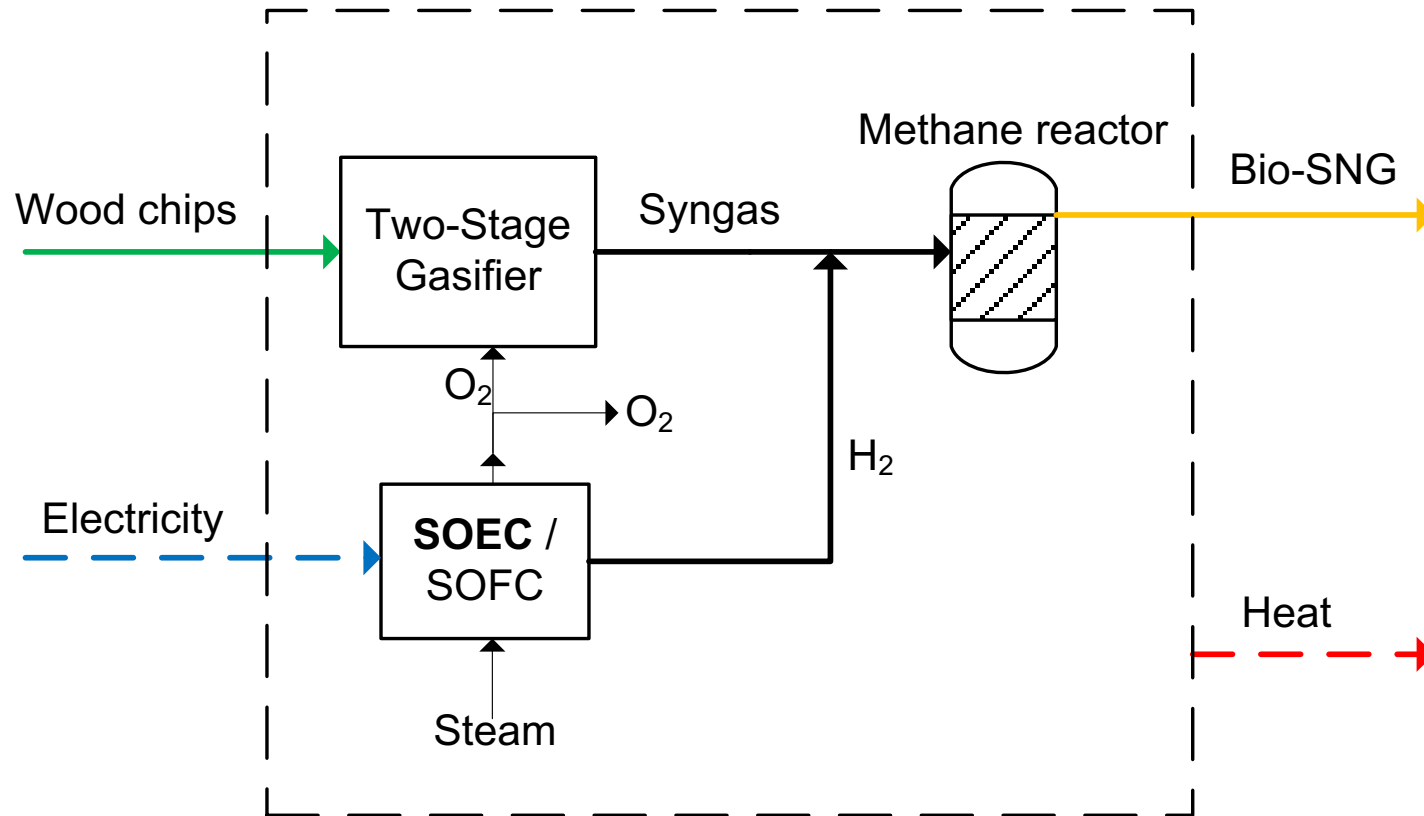 Methane reactor
Bio-SNG
Wood chips
Two-Stage
Gasifier
Syngas
O₂
O₂
H₂
Electricity
SOEC /
SOFC
Heat
Steam